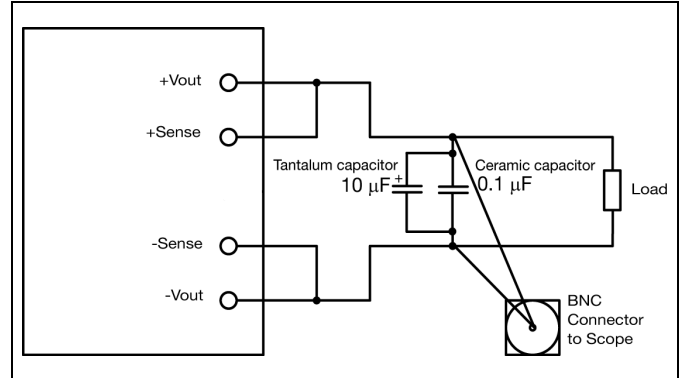 +Vout
+Sense
Tantalum capacitor
10 µF
+
Ceramic capacitor
0.1 µF
Load
-Sense
-Vout
BNC
Connector
to Scope